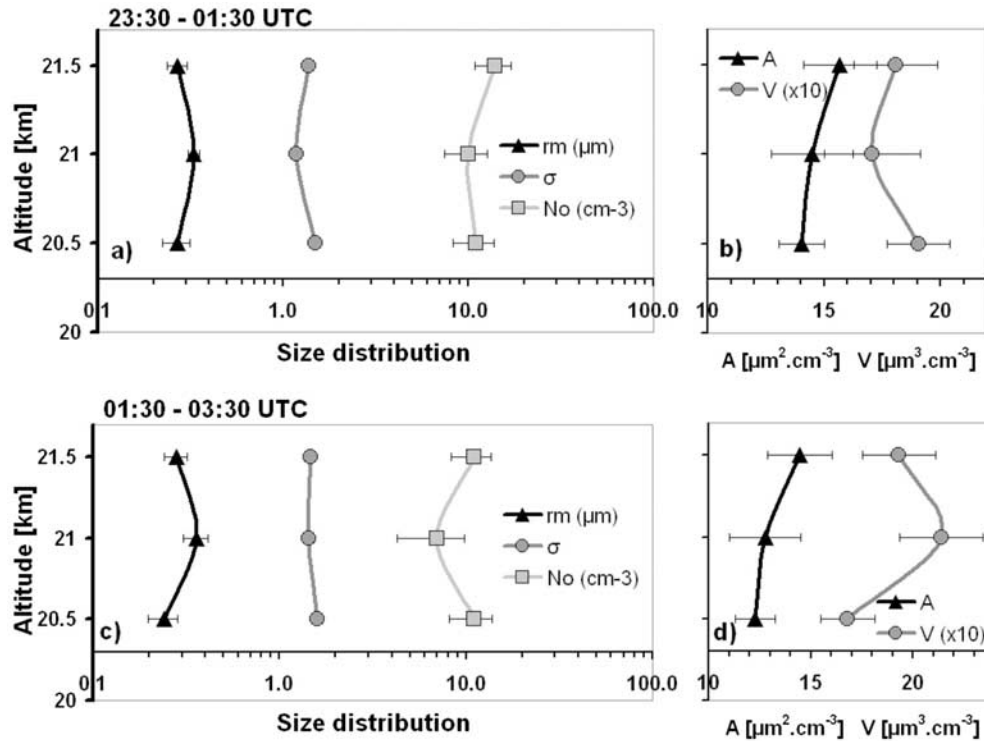 23:30 - 01:30 UTC
Altitude [km]
21.5
21
20.5
20
a)
rm (µm)
σ
No (cm-3)
0.1 1.0 10.0 100.0
Size distribution
A
V (x10)
b)
10 15 20
A [µm².cm⁻³] V [µm³.cm⁻³]
01:30 - 03:30 UTC
Altitude [km]
21.5
21
20.5
20
c)
rm (µm)
σ
No (cm-3)
0.1 1.0 10.0 100.0
Size distribution
d)
A
V (x10)
10 15 20
A [µm².cm⁻³] V [µm³.cm⁻³]